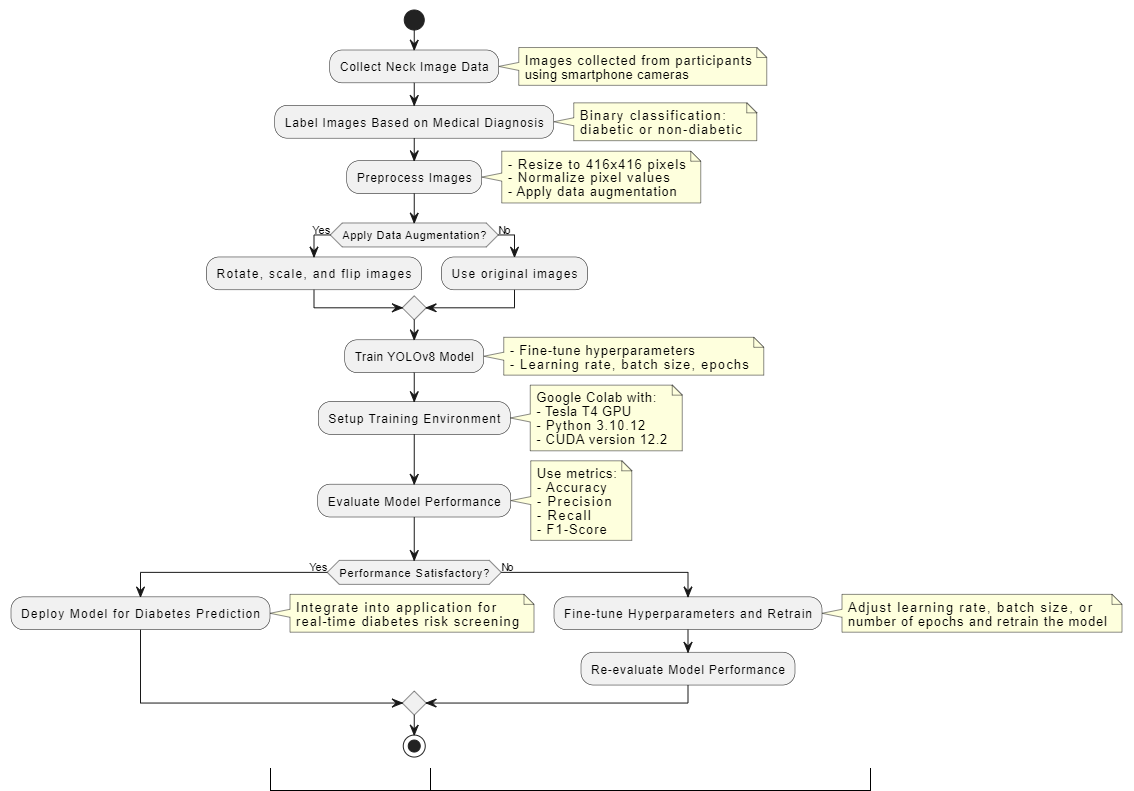 Collect Neck Image Data
Images collected from participants
using smartphone cameras
Label Images Based on Medical Diagnosis
Binary classification:
diabetic or non-diabetic
Preprocess Images
- Resize to 416x416 pixels
- Normalize pixel values
- Apply data augmentation
Yes
Apply Data Augmentation?
No
Rotate, scale, and flip images
Use original images
Train YOLOv8 Model
- Fine-tune hyperparameters
- Learning rate, batch size, epochs
Setup Training Environment
Google Colab with:
- Tesla T4 GPU
- Python 3.10.12
- CUDA version 12.2
Evaluate Model Performance
Use metrics:
- Accuracy
- Precision
- Recall
- F1-Score
Yes
Performance Satisfactory?
No
Deploy Model for Diabetes Prediction
Integrate into application for
real-time diabetes risk screening
Fine-tune Hyperparameters and Retrain
Adjust learning rate, batch size, or
number of epochs and retrain the model
Re-evaluate Model Performance